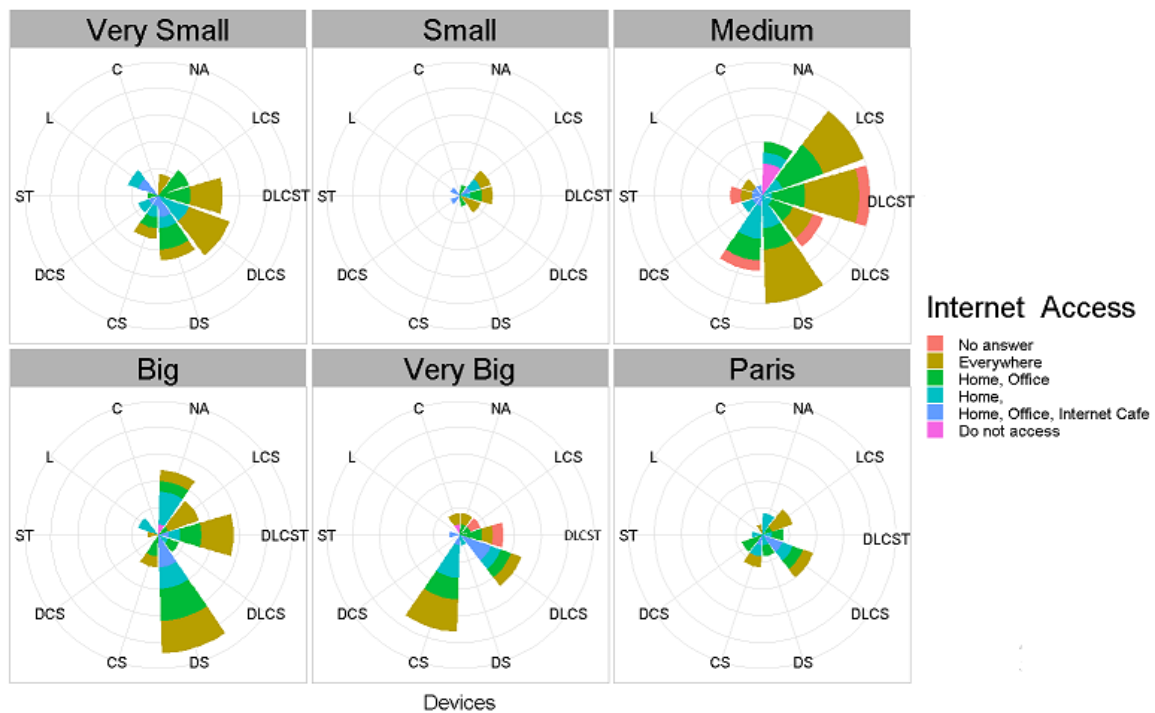 Very Small
Small
Medium
C
NA
C
NA
C
NA
L
LCS
L
LCS
L
LCS
ST
DLCST
ST
DLCST
ST
DLCST
DCS
DLCS
DCS
DLCS
DCS
DLCS
CS
DS
CS
DS
CS
DS
Big
Very Big
Paris
C
NA
C
NA
C
NA
L
LCS
L
LCS
L
LCS
ST
DLCST
ST
DLCST
ST
DLCST
DCS
DLCS
DCS
DLCS
DCS
DLCS
CS
DS
CS
DS
CS
DS
Devices
Internet Access
No answer
Everywhere
Home, Office
Home,
Home, Office, Internet Cafe
Do not access